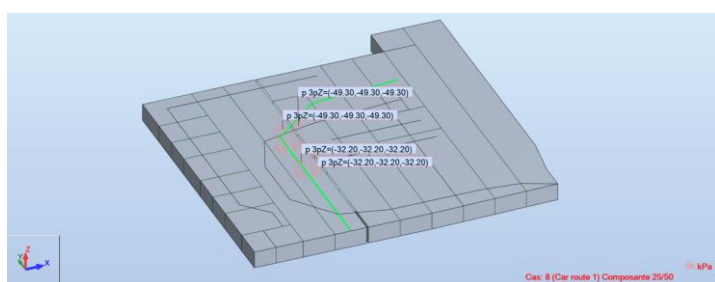 p 3pZ=(-49.30,-49.30,-49.30)
p 3pZ=(-49.30,-49.30,-49.30)
p 3pZ=(-32.20,-32.20,-32.20)
p 3pZ=(-32.20,-32.20,-32.20)
Z
Y
X
kPa
Cas: 8 (Car route 1) Composante 25/50